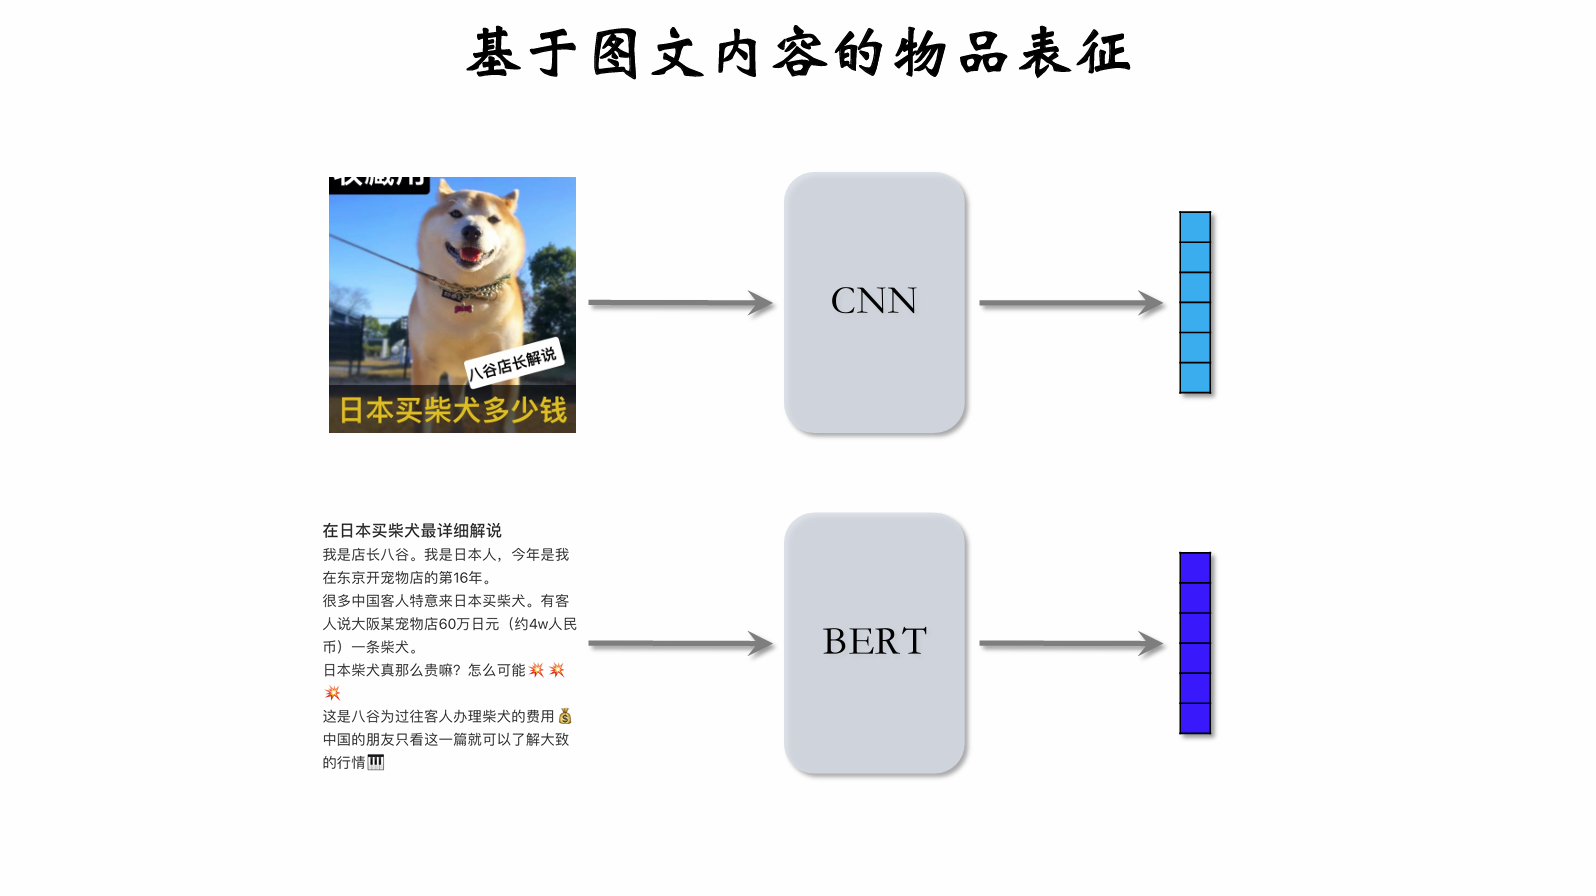 基于图文内容的物品表征
收藏用
八谷店长解说
日本买柴犬多少钱
CNN
在日本买柴犬最详细解说
我是店长八谷。我是日本人，今年是我
在东京开宠物店的第16年。
很多中国客人特意来日本买柴犬。有客
人说大阪某宠物店60万日元（约4w人民
币）一条柴犬。
日本柴犬真那么贵嘛？怎么可能💥💥
💥
这是八谷为过往客人办理柴犬的费用💰
中国的朋友只看这一篇就可以了解大致
的行情🎹
BERT